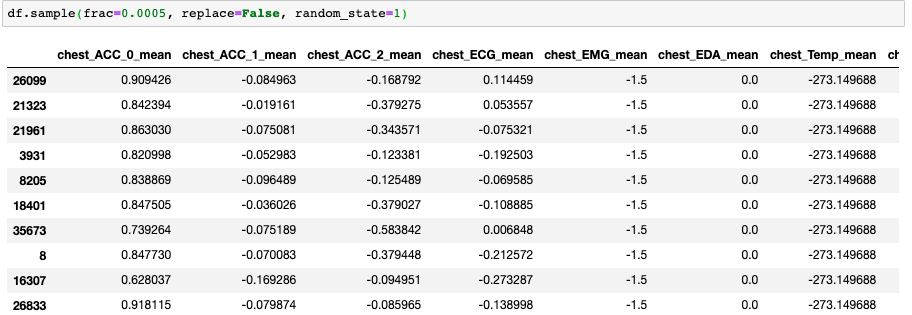 df.sample(frac=0.0005, replace=False, random_state=1)
chest_ACC_0_mean chest_ACC_1_mean chest_ACC_2_mean chest_ECG_mean chest_EMG_mean chest_EDA_mean chest_Temp_mean ch
26099 0.909426 -0.084963 -0.168792 0.114459 -1.5 0.0 -273.149688
21323 0.842394 -0.019161 -0.379275 0.053557 -1.5 0.0 -273.149688
21961 0.863030 -0.075081 -0.343571 -0.075321 -1.5 0.0 -273.149688
3931 0.820998 -0.052983 -0.123381 -0.192503 -1.5 0.0 -273.149688
8205 0.838869 -0.096489 -0.125489 -0.069585 -1.5 0.0 -273.149688
18401 0.847505 -0.036026 -0.379027 -0.108885 -1.5 0.0 -273.149688
35673 0.739264 -0.075189 -0.583842 0.006848 -1.5 0.0 -273.149688
8 0.847730 -0.070083 -0.379448 -0.212572 -1.5 0.0 -273.149688
16307 0.628037 -0.169286 -0.094951 -0.273287 -1.5 0.0 -273.149688
26833 0.918115 -0.079874 -0.085965 -0.138998 -1.5 0.0 -273.149688